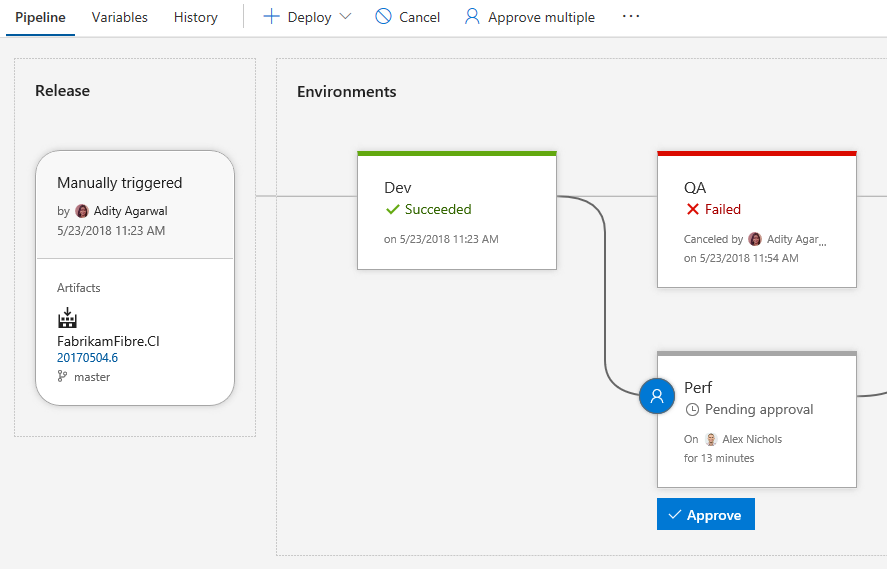 Pipeline Variables History Deploy Cancel Approve multiple ...
Release
Environments
Manually triggered
by Adity Agarwal
5/23/2018 11:23 AM
Artifacts
FabrikamFibre.CI
20170504.6
master
Dev
Succeeded
on 5/23/2018 11:23 AM
QA
Failed
Canceled by Adity Agar...
on 5/23/2018 11:54 AM
Perf
Pending approval
On Alex Nichols
for 13 minutes
Approve